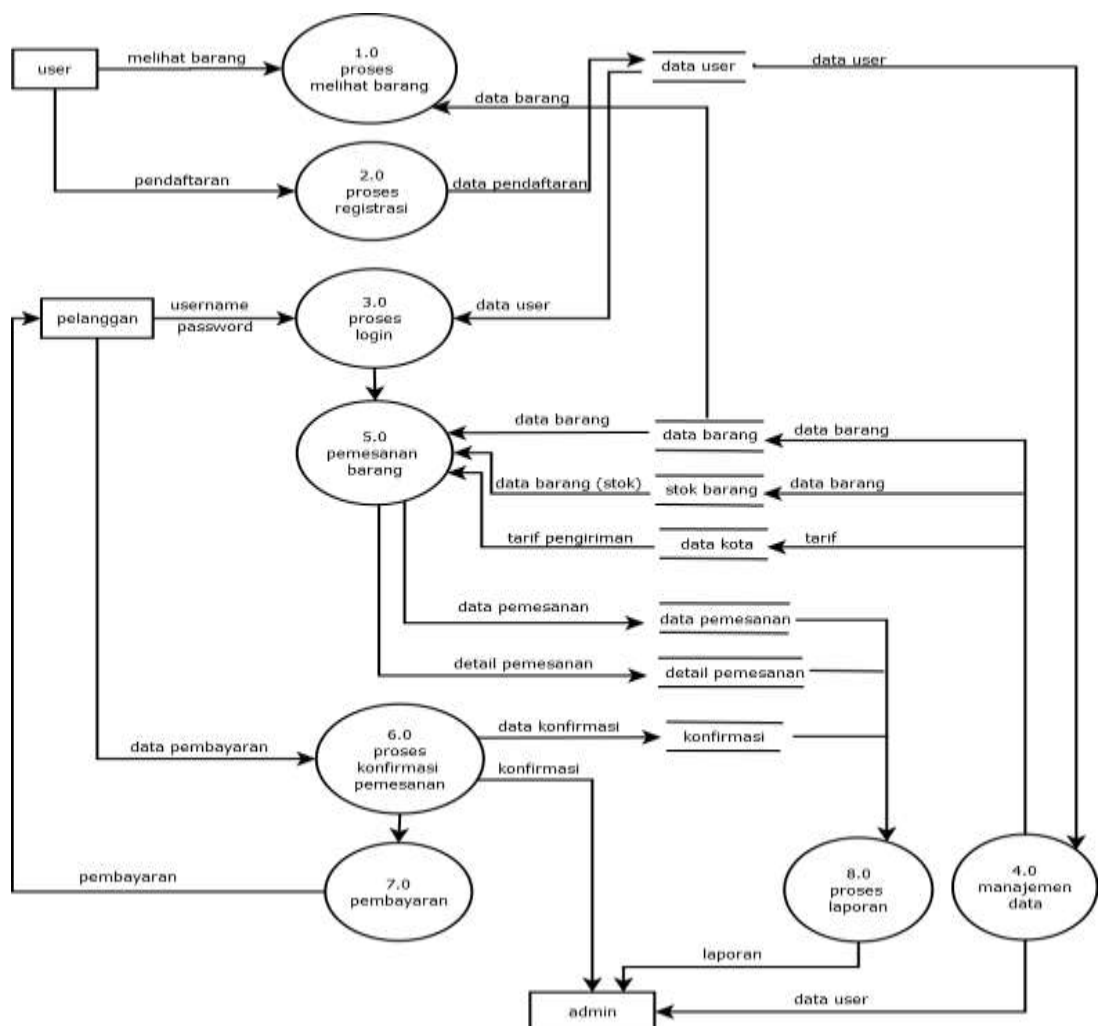 user
melihat barang
1.0
proses
melihat barang
data user
data user
data barang
pendaftaran
2.0
proses
registrasi
data pendaftaran
pelanggan
username
password
3.0
proses
login
data user
5.0
pemesanan
barang
data barang
data barang
data barang
data barang (stok)
stok barang
data barang
tarif pengiriman
data kota
tarif
data pemesanan
data pemesanan
detail pemesanan
detail pemesanan
data pembayaran
6.0
proses
konfirmasi
pemesanan
data konfirmasi
konfirmasi
konfirmasi
pembayaran
7.0
pembayaran
8.0
proses
laporan
4.0
manajemen
data
laporan
admin
data user